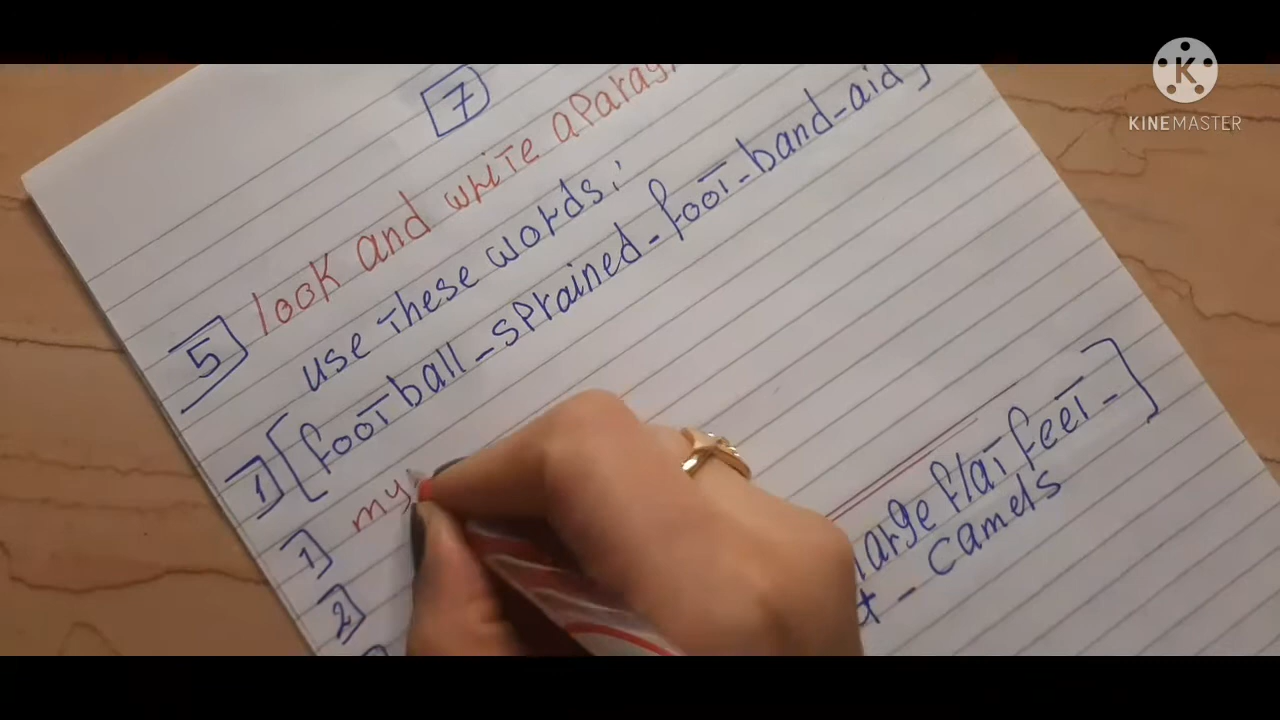 7
5 look and write aparag
use these words:
1 [football - sprained - foot - band - aid]
1 my
2
large flat feet - ]
- camels
KINEMASTER